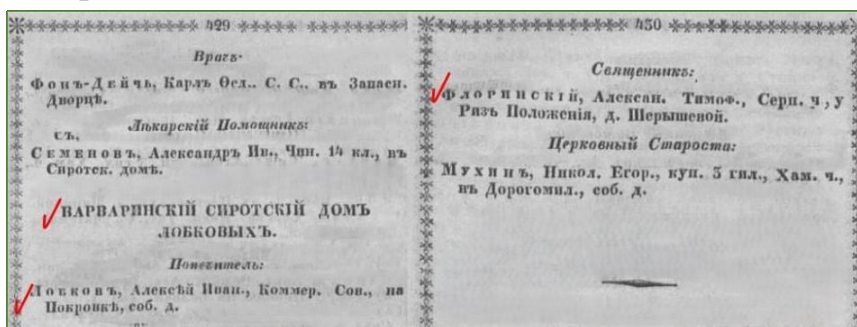 429
Врачъ:
Фонъ-Дейчъ, Карлъ Ѳед.. С. С., въ Запасн.
Дворцѣ.
Лѣкарскій Помощникъ:
съ,
Семеновъ, Александръ Ив., Чин. 14 кл., въ
Сиротск. домѣ.
ВАРВАРИНСКІЙ СИРОТСКІЙ ДОМЪ
ЛОБКОВЫХЪ.
Попечитель:
Лобковъ, Алексѣй Иван., Коммер. Сов., на
Покровкѣ, соб. д.
430
Священникъ:
Флоринскій, Алексан. Тимоф., Серп. ч., у
Ризъ Положенія, д. Шерышевой.
Церковный Староста:
Мухинъ, Никол. Егор., куп. 3 гил., Хам. ч.,
въ Дорогомил., соб. д.